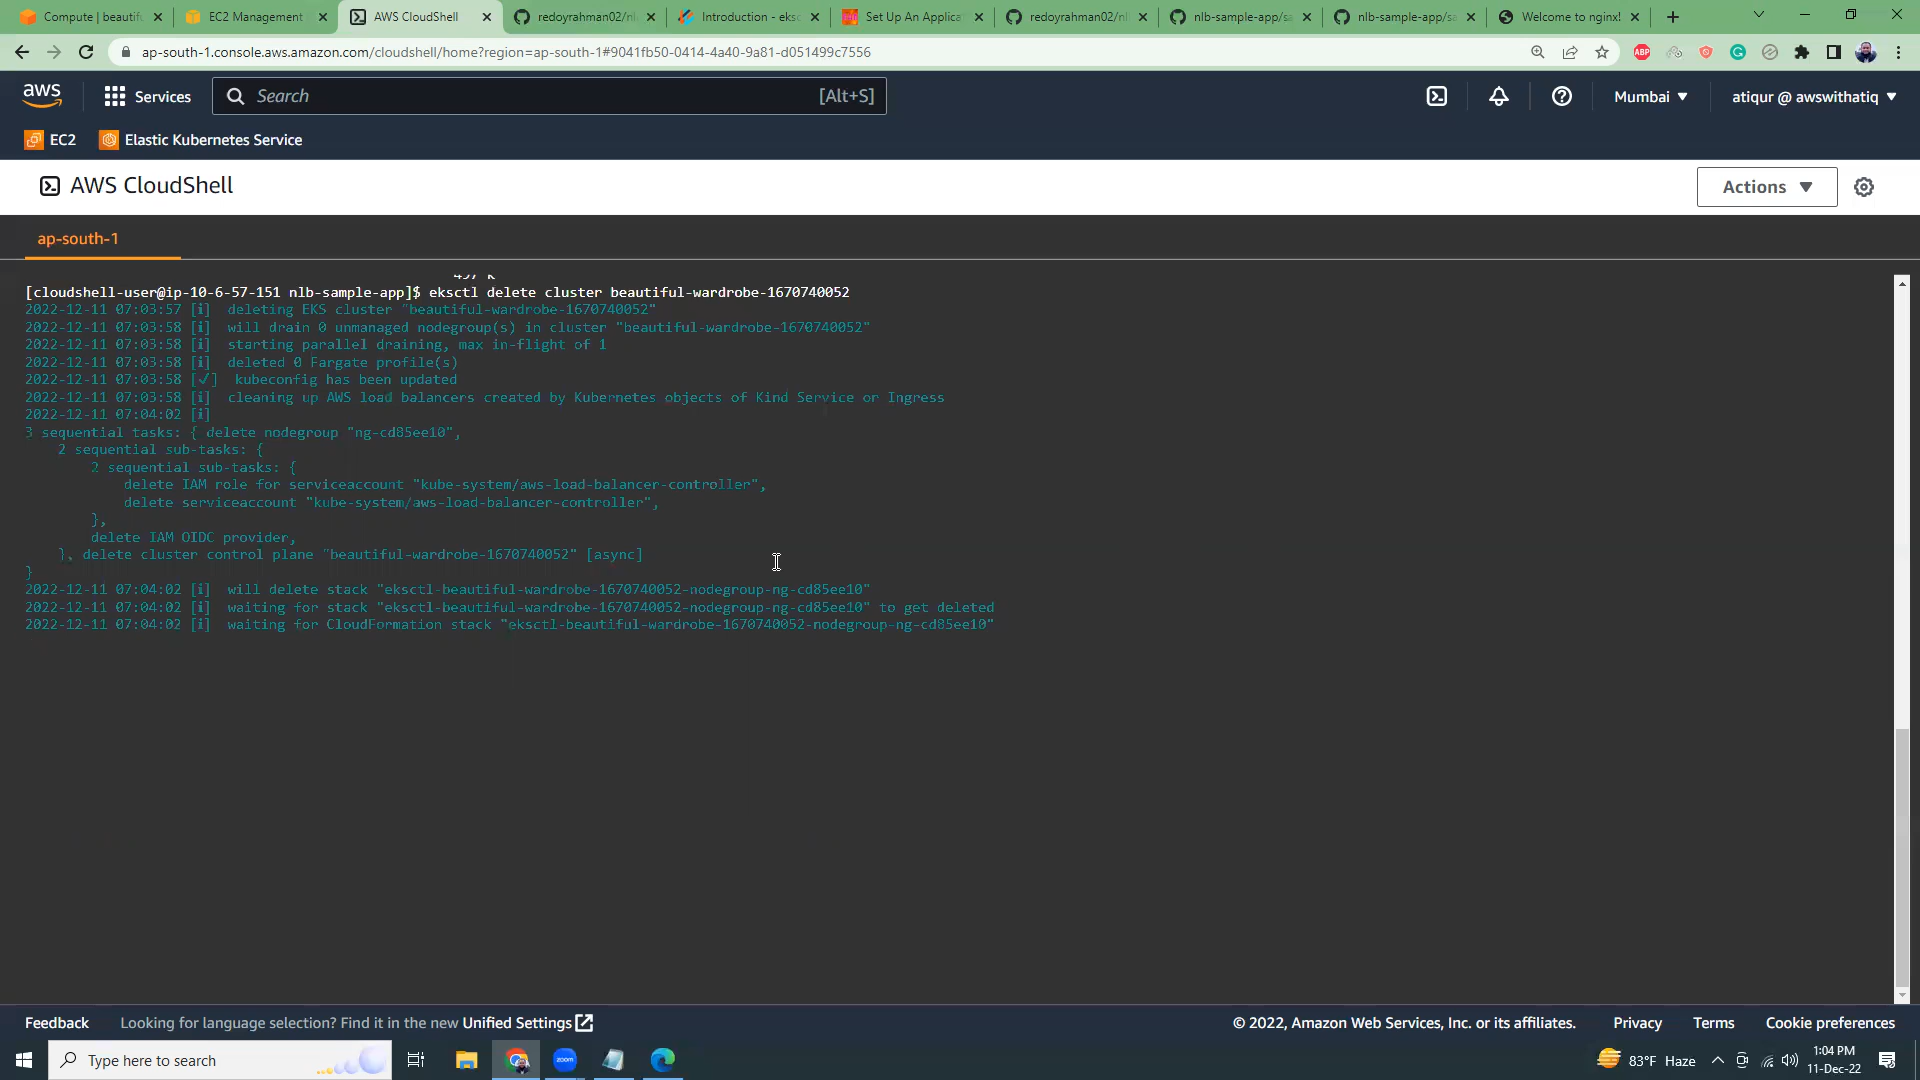 Compute | beautifu
EC2 Management
AWS CloudShell
redoyrahman02/nl
Introduction - eksc
Set Up An Applica
redoyrahman02/nl
nlb-sample-app/sa
nlb-sample-app/sa
Welcome to nginx!
ap-south-1.console.aws.amazon.com/cloudshell/home?region=ap-south-1#9041fb50-0414-4a40-9a81-d051499c7556
ABP
aws
Services
Search
[Alt+S]
Mumbai
atiqur @ awswithatiq
EC2
Elastic Kubernetes Service
AWS CloudShell
Actions
ap-south-1
[cloudshell-user@ip-10-6-57-151 nlb-sample-app]$ eksctl delete cluster beautiful-wardrobe-1670740052
2022-12-11 07:03:57 [i]  deleting EKS cluster "beautiful-wardrobe-1670740052"
2022-12-11 07:03:58 [i]  will drain 0 unmanaged nodegroup(s) in cluster "beautiful-wardrobe-1670740052"
2022-12-11 07:03:58 [i]  starting parallel draining, max in-flight of 1
2022-12-11 07:03:58 [i]  deleted 0 Fargate profile(s)
2022-12-11 07:03:58 [✓]  kubeconfig has been updated
2022-12-11 07:03:58 [i]  cleaning up AWS load balancers created by Kubernetes objects of Kind Service or Ingress
2022-12-11 07:04:02 [i]
3 sequential tasks: { delete nodegroup "ng-cd85ee10",
2 sequential sub-tasks: {
2 sequential sub-tasks: {
delete IAM role for serviceaccount "kube-system/aws-load-balancer-controller",
delete serviceaccount "kube-system/aws-load-balancer-controller",
},
delete IAM OIDC provider,
}, delete cluster control plane "beautiful-wardrobe-1670740052" [async]
}
2022-12-11 07:04:02 [i]  will delete stack "eksctl-beautiful-wardrobe-1670740052-nodegroup-ng-cd85ee10"
2022-12-11 07:04:02 [i]  waiting for stack "eksctl-beautiful-wardrobe-1670740052-nodegroup-ng-cd85ee10" to get deleted
2022-12-11 07:04:02 [i]  waiting for CloudFormation stack "eksctl-beautiful-wardrobe-1670740052-nodegroup-ng-cd85ee10"
Feedback
Looking for language selection? Find it in the new Unified Settings
© 2022, Amazon Web Services, Inc. or its affiliates.
Privacy
Terms
Cookie preferences
Type here to search
zoom
83°F Haze
1:04 PM
11-Dec-22